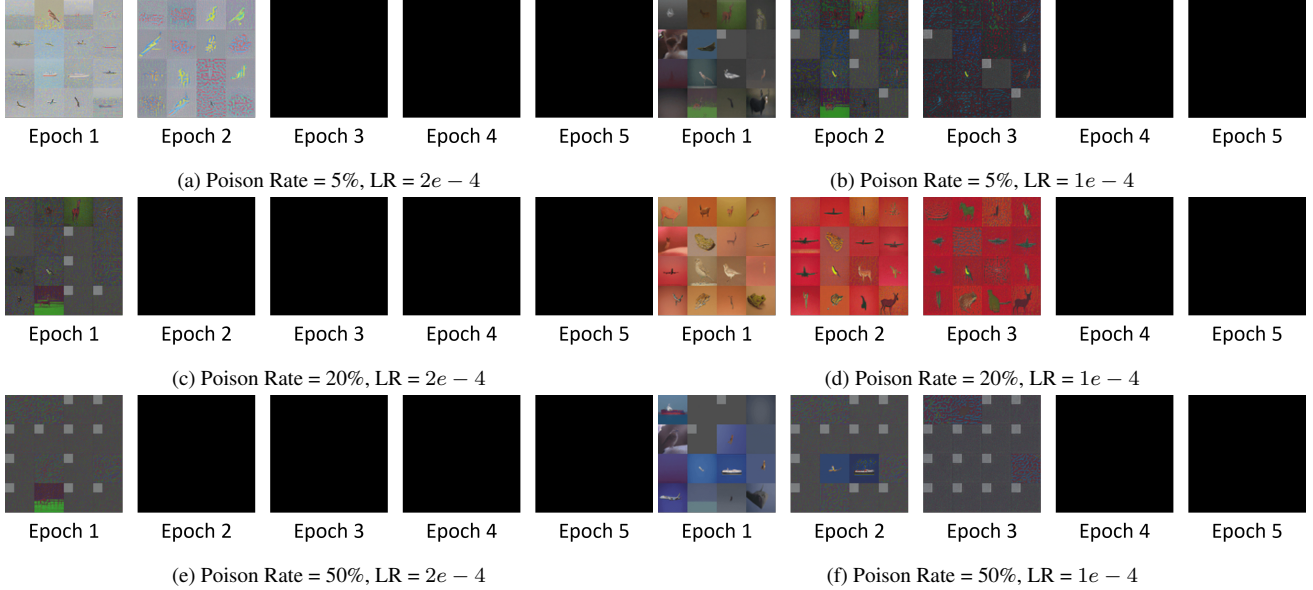 Epoch 1 Epoch 2 Epoch 3 Epoch 4 Epoch 5 Epoch 1 Epoch 2 Epoch 3 Epoch 4 Epoch 5
(a) Poison Rate = 5%, LR = 2e − 4 (b) Poison Rate = 5%, LR = 1e − 4
Epoch 1 Epoch 2 Epoch 3 Epoch 4 Epoch 5 Epoch 1 Epoch 2 Epoch 3 Epoch 4 Epoch 5
(c) Poison Rate = 20%, LR = 2e − 4 (d) Poison Rate = 20%, LR = 1e − 4
Epoch 1 Epoch 2 Epoch 3 Epoch 4 Epoch 5 Epoch 1 Epoch 2 Epoch 3 Epoch 4 Epoch 5
(e) Poison Rate = 50%, LR = 2e − 4 (f) Poison Rate = 50%, LR = 1e − 4